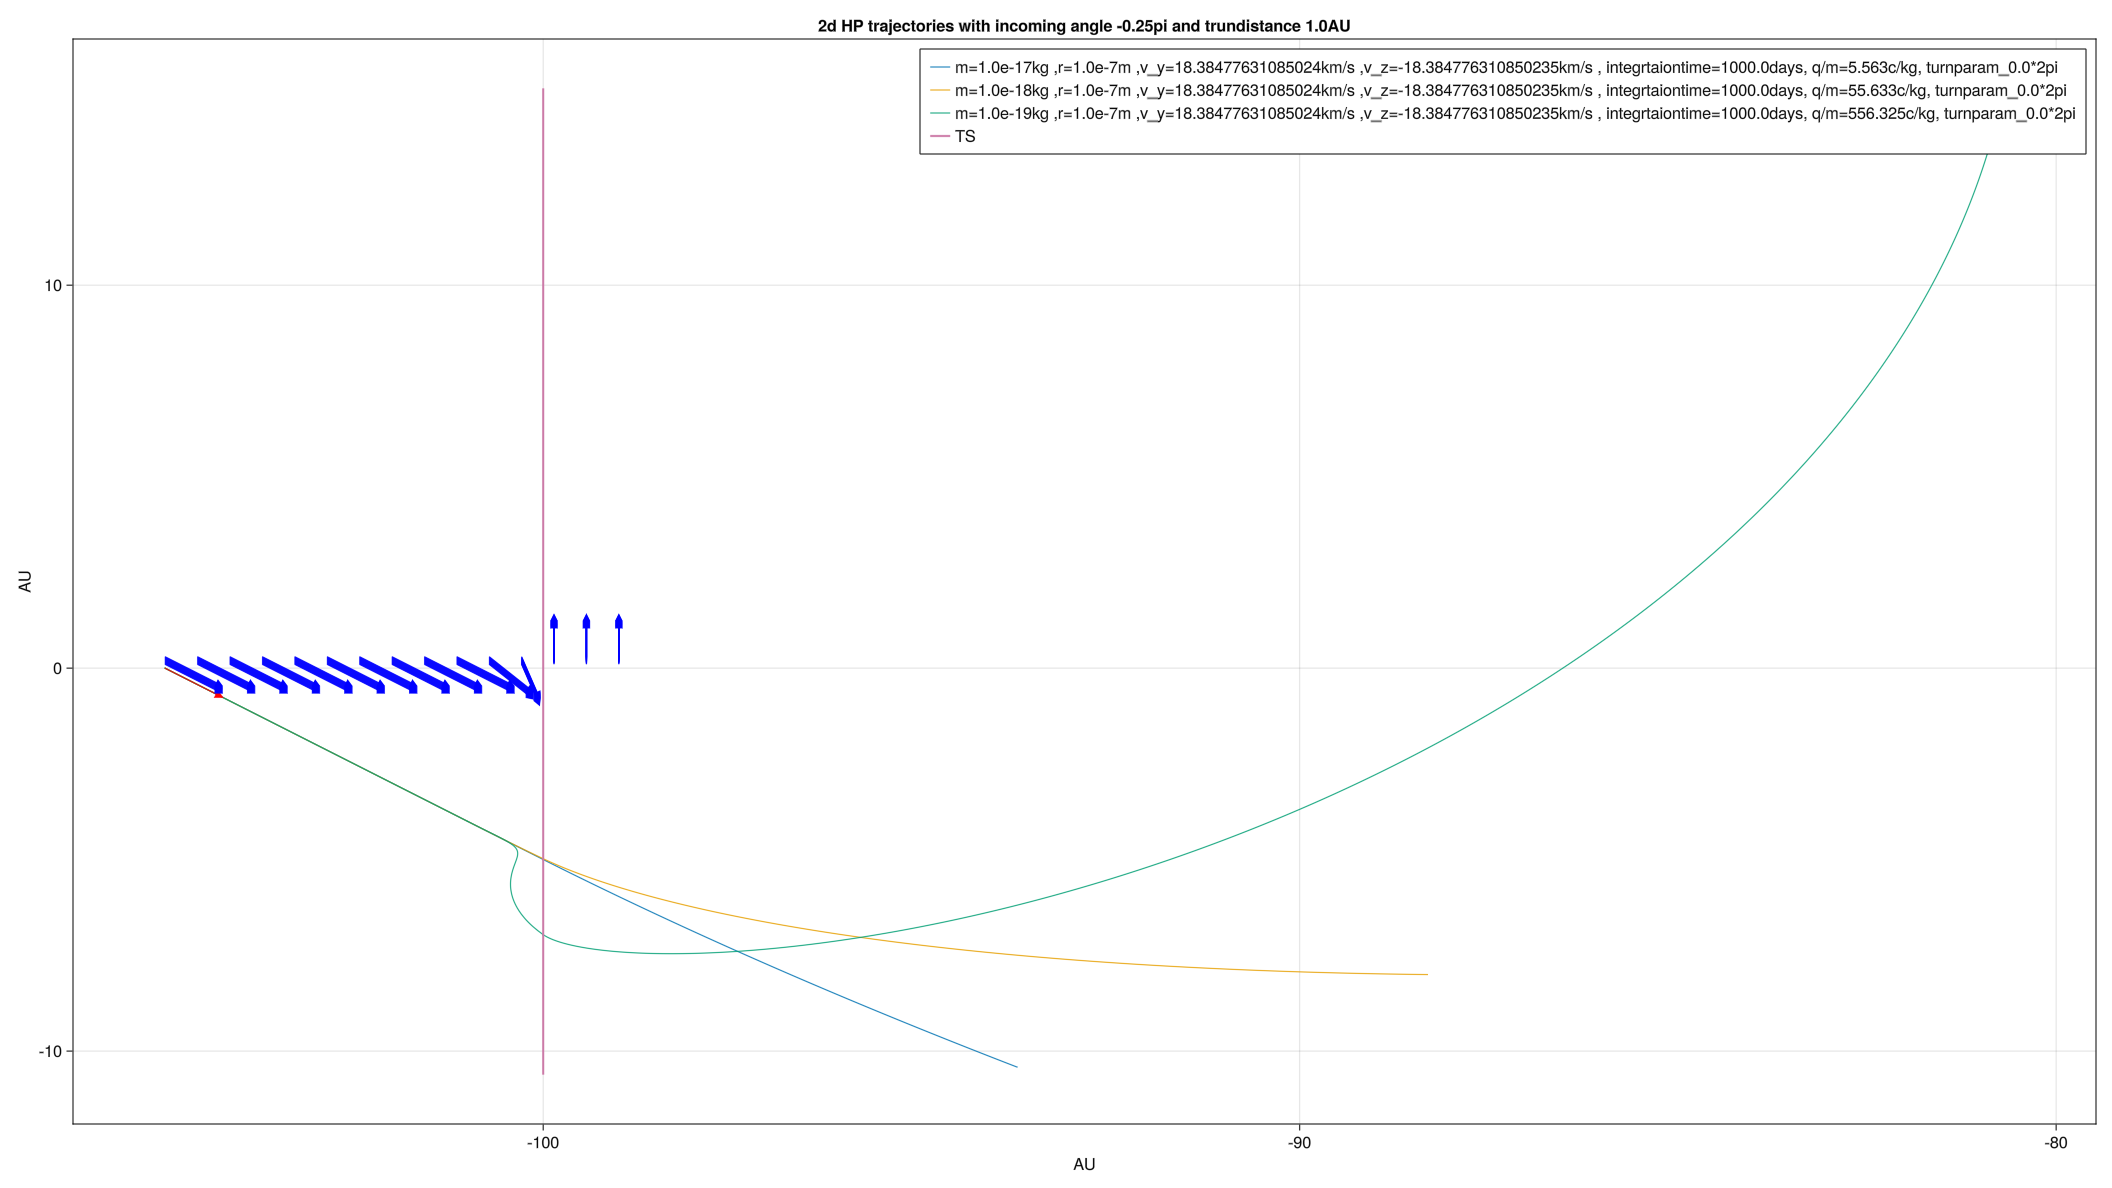 2d HP trajectories with incoming angle -0.25pi and trundistance 1.0AU
m=1.0e-17kg ,r=1.0e-7m ,v_y=18.38477631085024km/s ,v_z=-18.384776310850235km/s , integrtaiontime=1000.0days, q/m=5.563c/kg, turnparam_0.0*2pi
m=1.0e-18kg ,r=1.0e-7m ,v_y=18.38477631085024km/s ,v_z=-18.384776310850235km/s , integrtaiontime=1000.0days, q/m=55.633c/kg, turnparam_0.0*2pi
m=1.0e-19kg ,r=1.0e-7m ,v_y=18.38477631085024km/s ,v_z=-18.384776310850235km/s , integrtaiontime=1000.0days, q/m=556.325c/kg, turnparam_0.0*2pi
TS
10
0
-10
AU
-100
-90
-80
AU